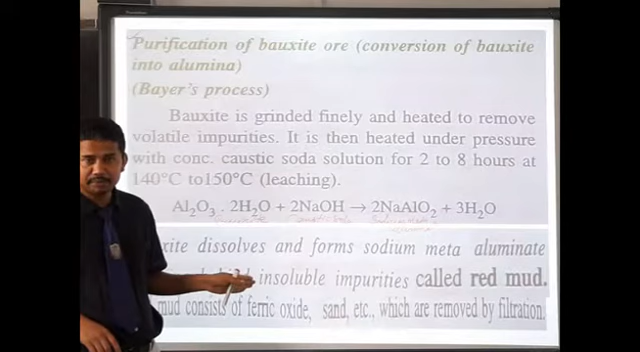 Purification of bauxite ore (conversion of bauxite
into alumina)
(Bayer's process)
Bauxite is grinded finely and heated to remove
volatile impurities. It is then heated under pressure
with conc. caustic soda solution for 2 to 8 hours at
140°C to150°C (leaching).
Al₂O₃ . 2H₂O + 2NaOH → 2NaAlO₂ + 3H₂O
dissolves and forms sodium meta aluminate
insoluble impurities called red mud.
mud consists of ferric oxide, sand, etc., which are removed by filtration.